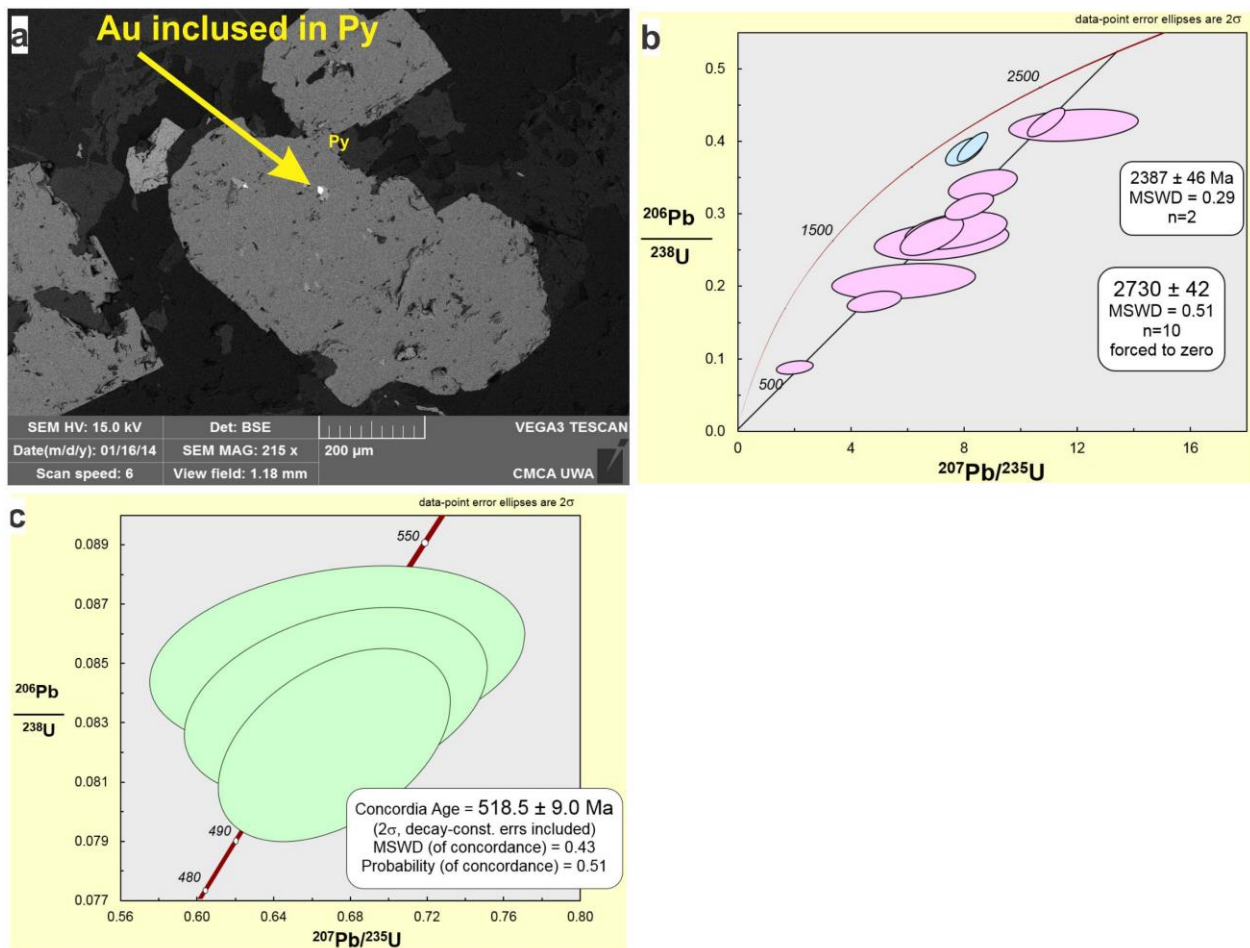 a
Au inclused in Py
Py
SEM HV: 15.0 kV
Det: BSE
VEGA3 TESCAN
Date(m/d/y): 01/16/14
SEM MAG: 215 x
200 µm
Scan speed: 6
View field: 1.18 mm
CMCA UWA
b
data-point error ellipses are 2σ
0.5
0.4
0.3
0.2
0.1
0.0
206Pb
238U
2500
1500
500
2387 ± 46 Ma
MSWD = 0.29
n=2
2730 ± 42
MSWD = 0.51
n=10
forced to zero
0
4
8
12
16
207Pb/235U
c
data-point error ellipses are 2σ
0.089
0.087
0.085
0.083
0.081
0.079
0.077
206Pb
238U
550
490
480
Concordia Age = 518.5 ± 9.0 Ma
(2σ, decay-const. errs included)
MSWD (of concordance) = 0.43
Probability (of concordance) = 0.51
0.56
0.60
0.64
0.68
0.72
0.76
0.80
207Pb/235U